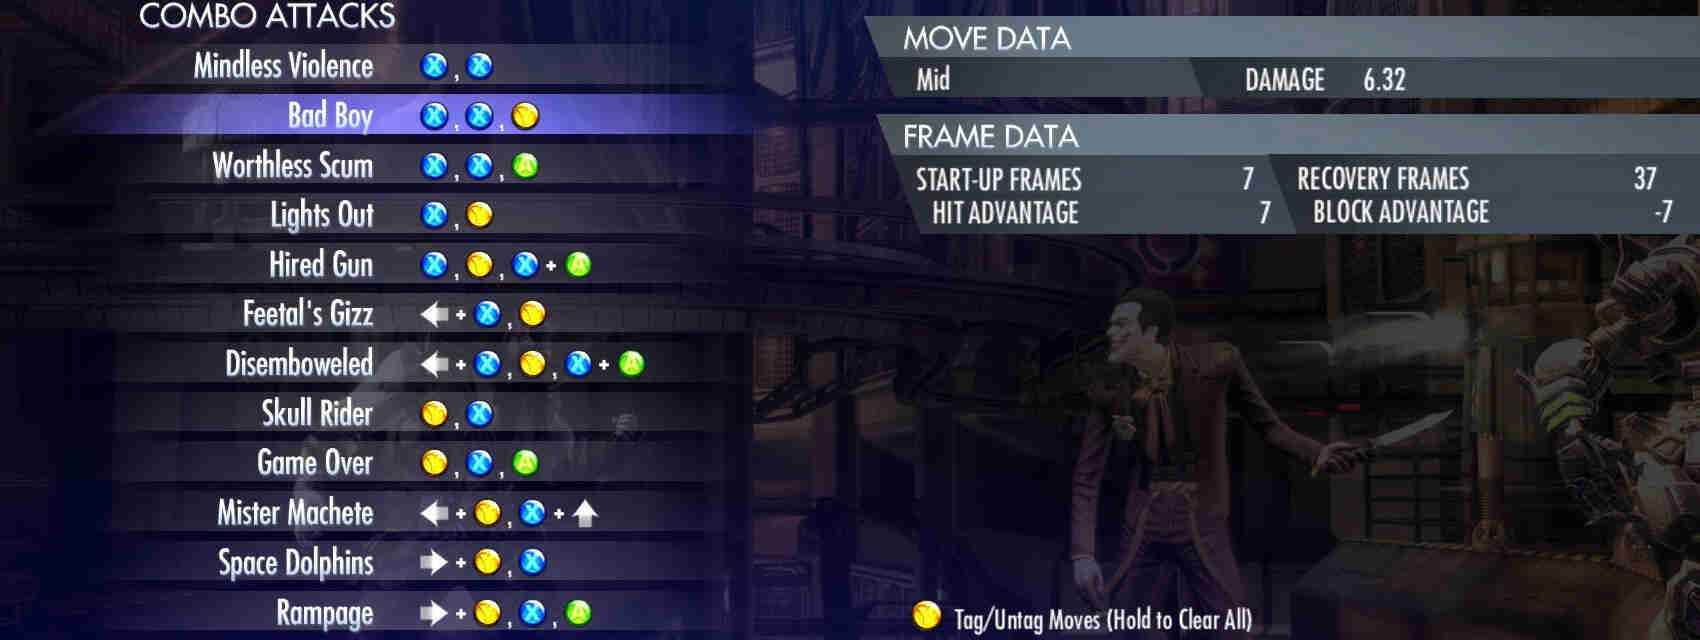 COMBO ATTACKS
Mindless Violence X , X
Bad Boy X , X , Y
Worthless Scum X , X , A
Lights Out X , Y
Hired Gun X , Y , X + A
Feetal's Gizz + X , Y
Disemboweled + X , Y , X + A
Skull Rider Y , X
Game Over Y , X , A
Mister Machete + Y , X +
Space Dolphins + Y , X
Rampage + Y , X , A
MOVE DATA
Mid DAMAGE 6.32
FRAME DATA
START-UP FRAMES 7 RECOVERY FRAMES 37
HIT ADVANTAGE 7 BLOCK ADVANTAGE -7
Y Tag/Untag Moves (Hold to Clear All)